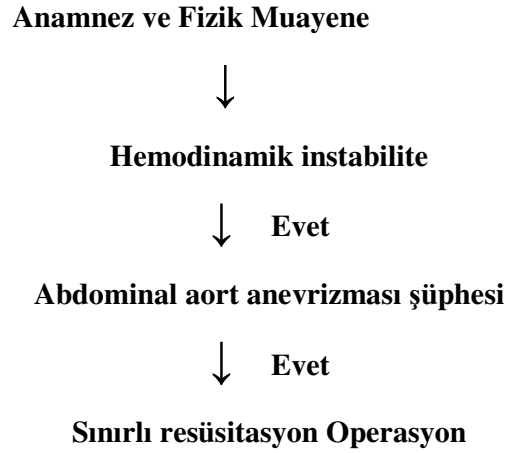 Anamnez ve Fizik Muayene
↓
Hemodinamik instabilite
↓ Evet
Abdominal aort anevrizması şüphesi
↓ Evet
Sınırlı resüsitasyon Operasyon